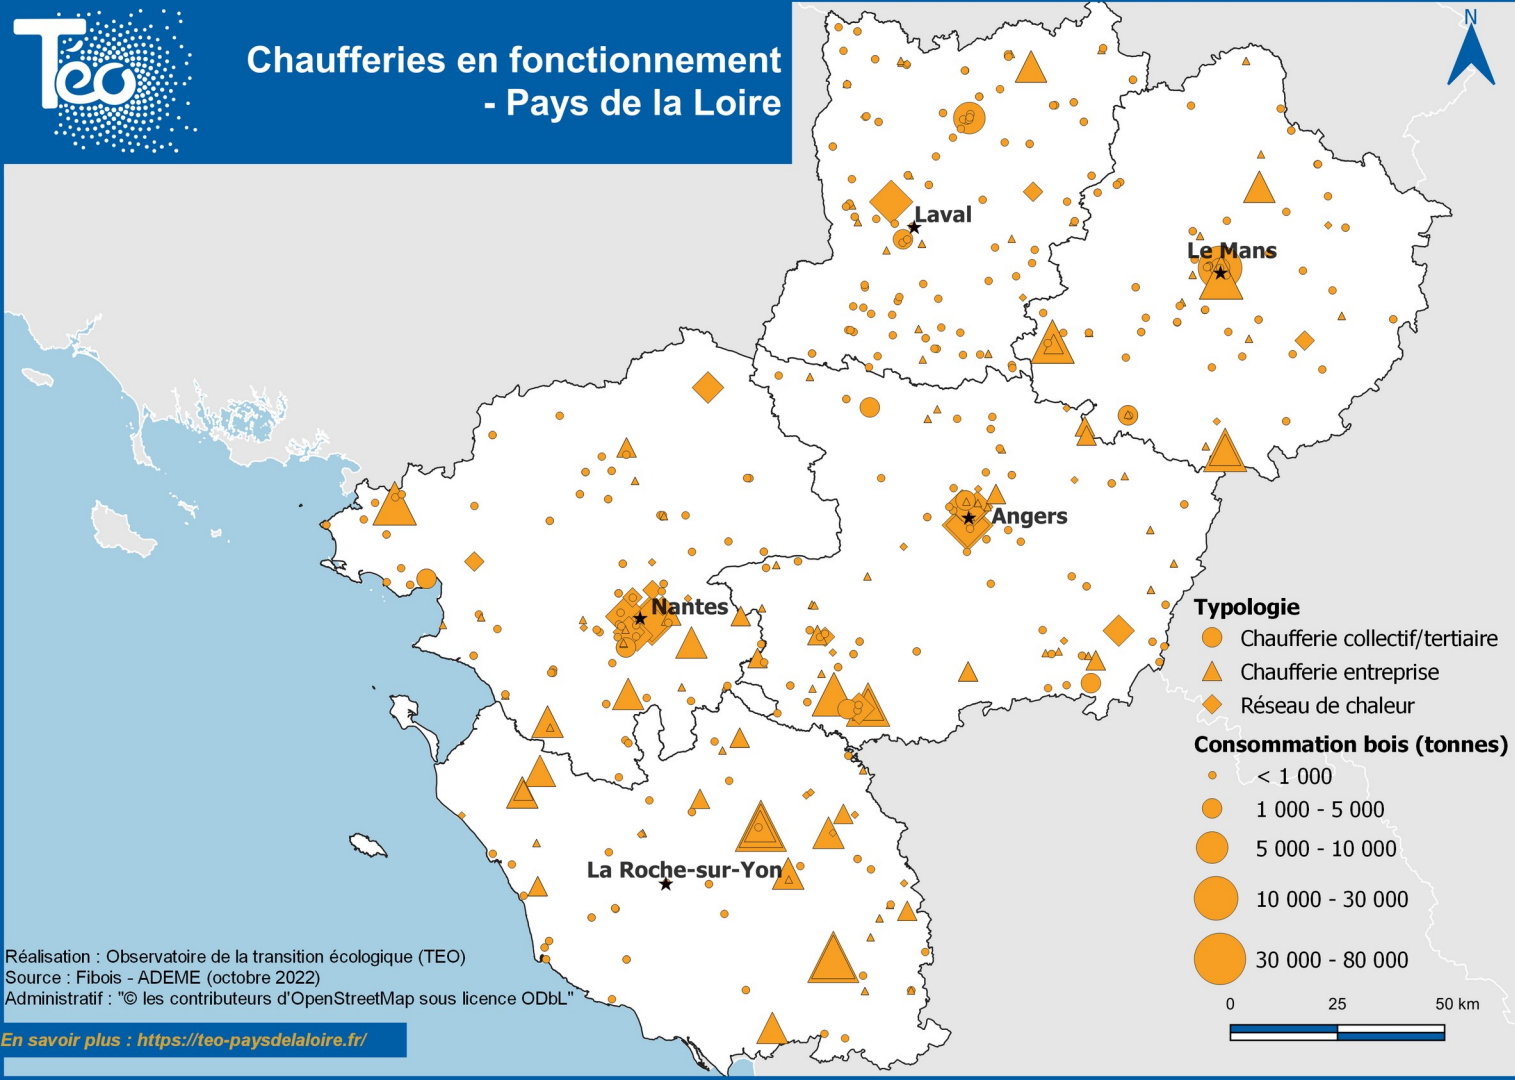 Téo
Chaufferies en fonctionnement
- Pays de la Loire
N
Laval
Le Mans
Angers
Nantes
La Roche-sur-Yon
Typologie
Chaufferie collectif/tertiaire
Chaufferie entreprise
Réseau de chaleur
Consommation bois (tonnes)
< 1 000
1 000 - 5 000
5 000 - 10 000
10 000 - 30 000
30 000 - 80 000
0 25 50 km
Réalisation : Observatoire de la transition écologique (TEO)
Source : Fibois - ADEME (octobre 2022)
Administratif : "© les contributeurs d'OpenStreetMap sous licence ODbL"
En savoir plus : https://teo-paysdelaloire.fr/